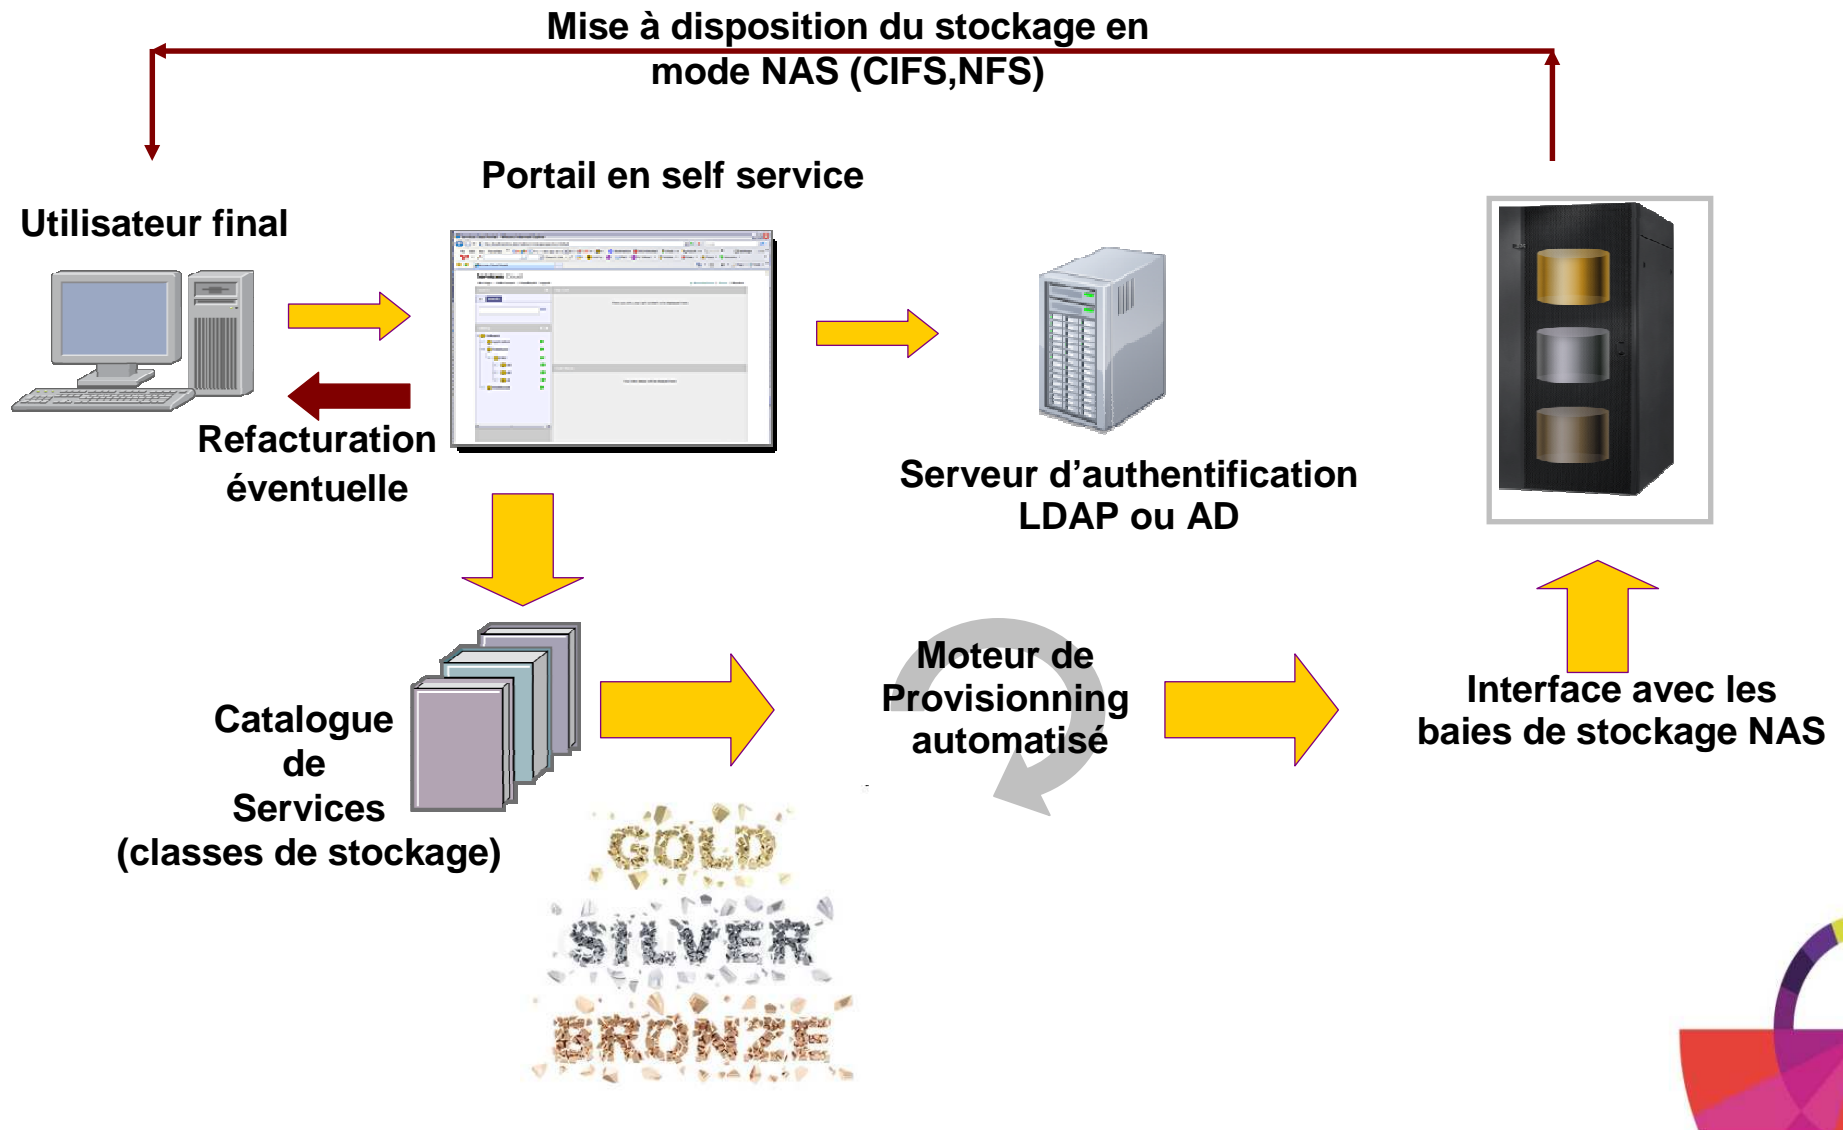 Mise à disposition du stockage en
mode NAS (CIFS,NFS)
Portail en self service
Utilisateur final
Refacturation
éventuelle
Serveur d’authentification
LDAP ou AD
Moteur de
Provisionning
automatisé
Interface avec les
baies de stockage NAS
Catalogue
de
Services
(classes de stockage)
GOLD
SILVER
BRONZE